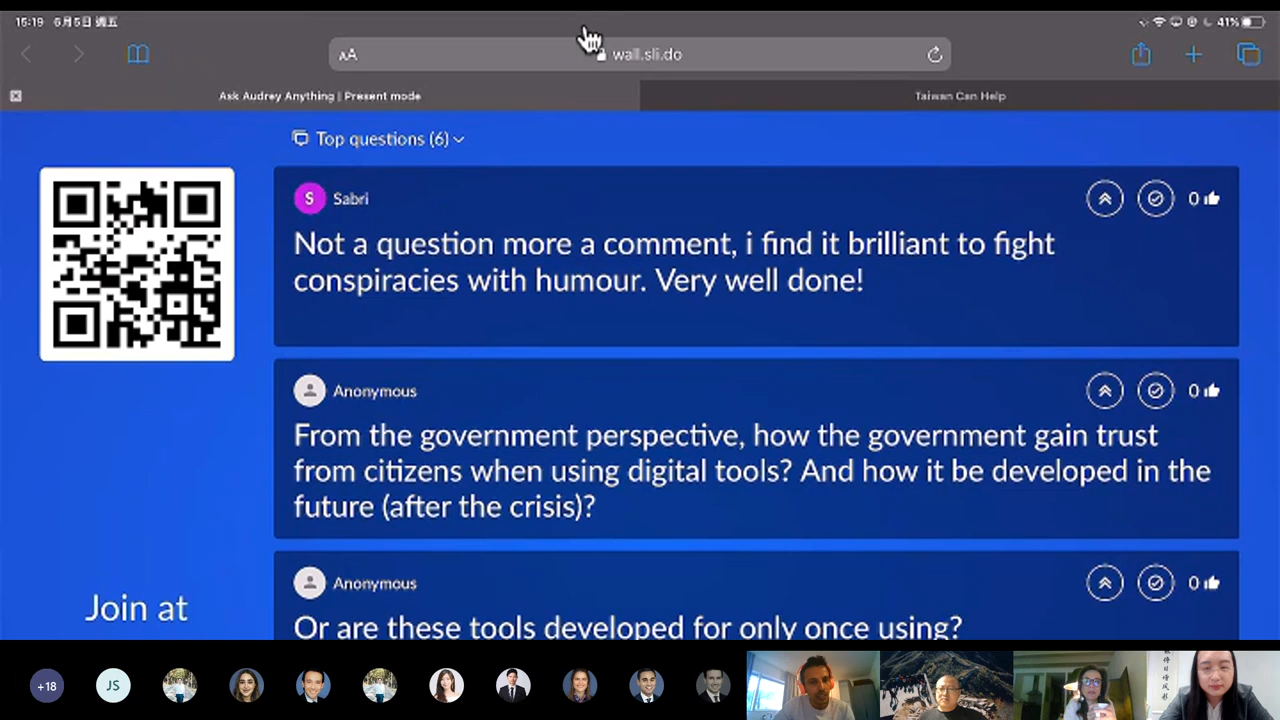 15:19 6月5日 週五
41%
AA
wall.sli.do
Ask Audrey Anything | Present mode
Taiwan Can Help
Top questions (6)
S
Sabri
0
Not a question more a comment, i find it brilliant to fight
conspiracies with humour. Very well done!
Anonymous
0
From the government perspective, how the government gain trust
from citizens when using digital tools? And how it be developed in the
future (after the crisis)?
Anonymous
0
Or are these tools developed for only once using?
Join at
+18
JS